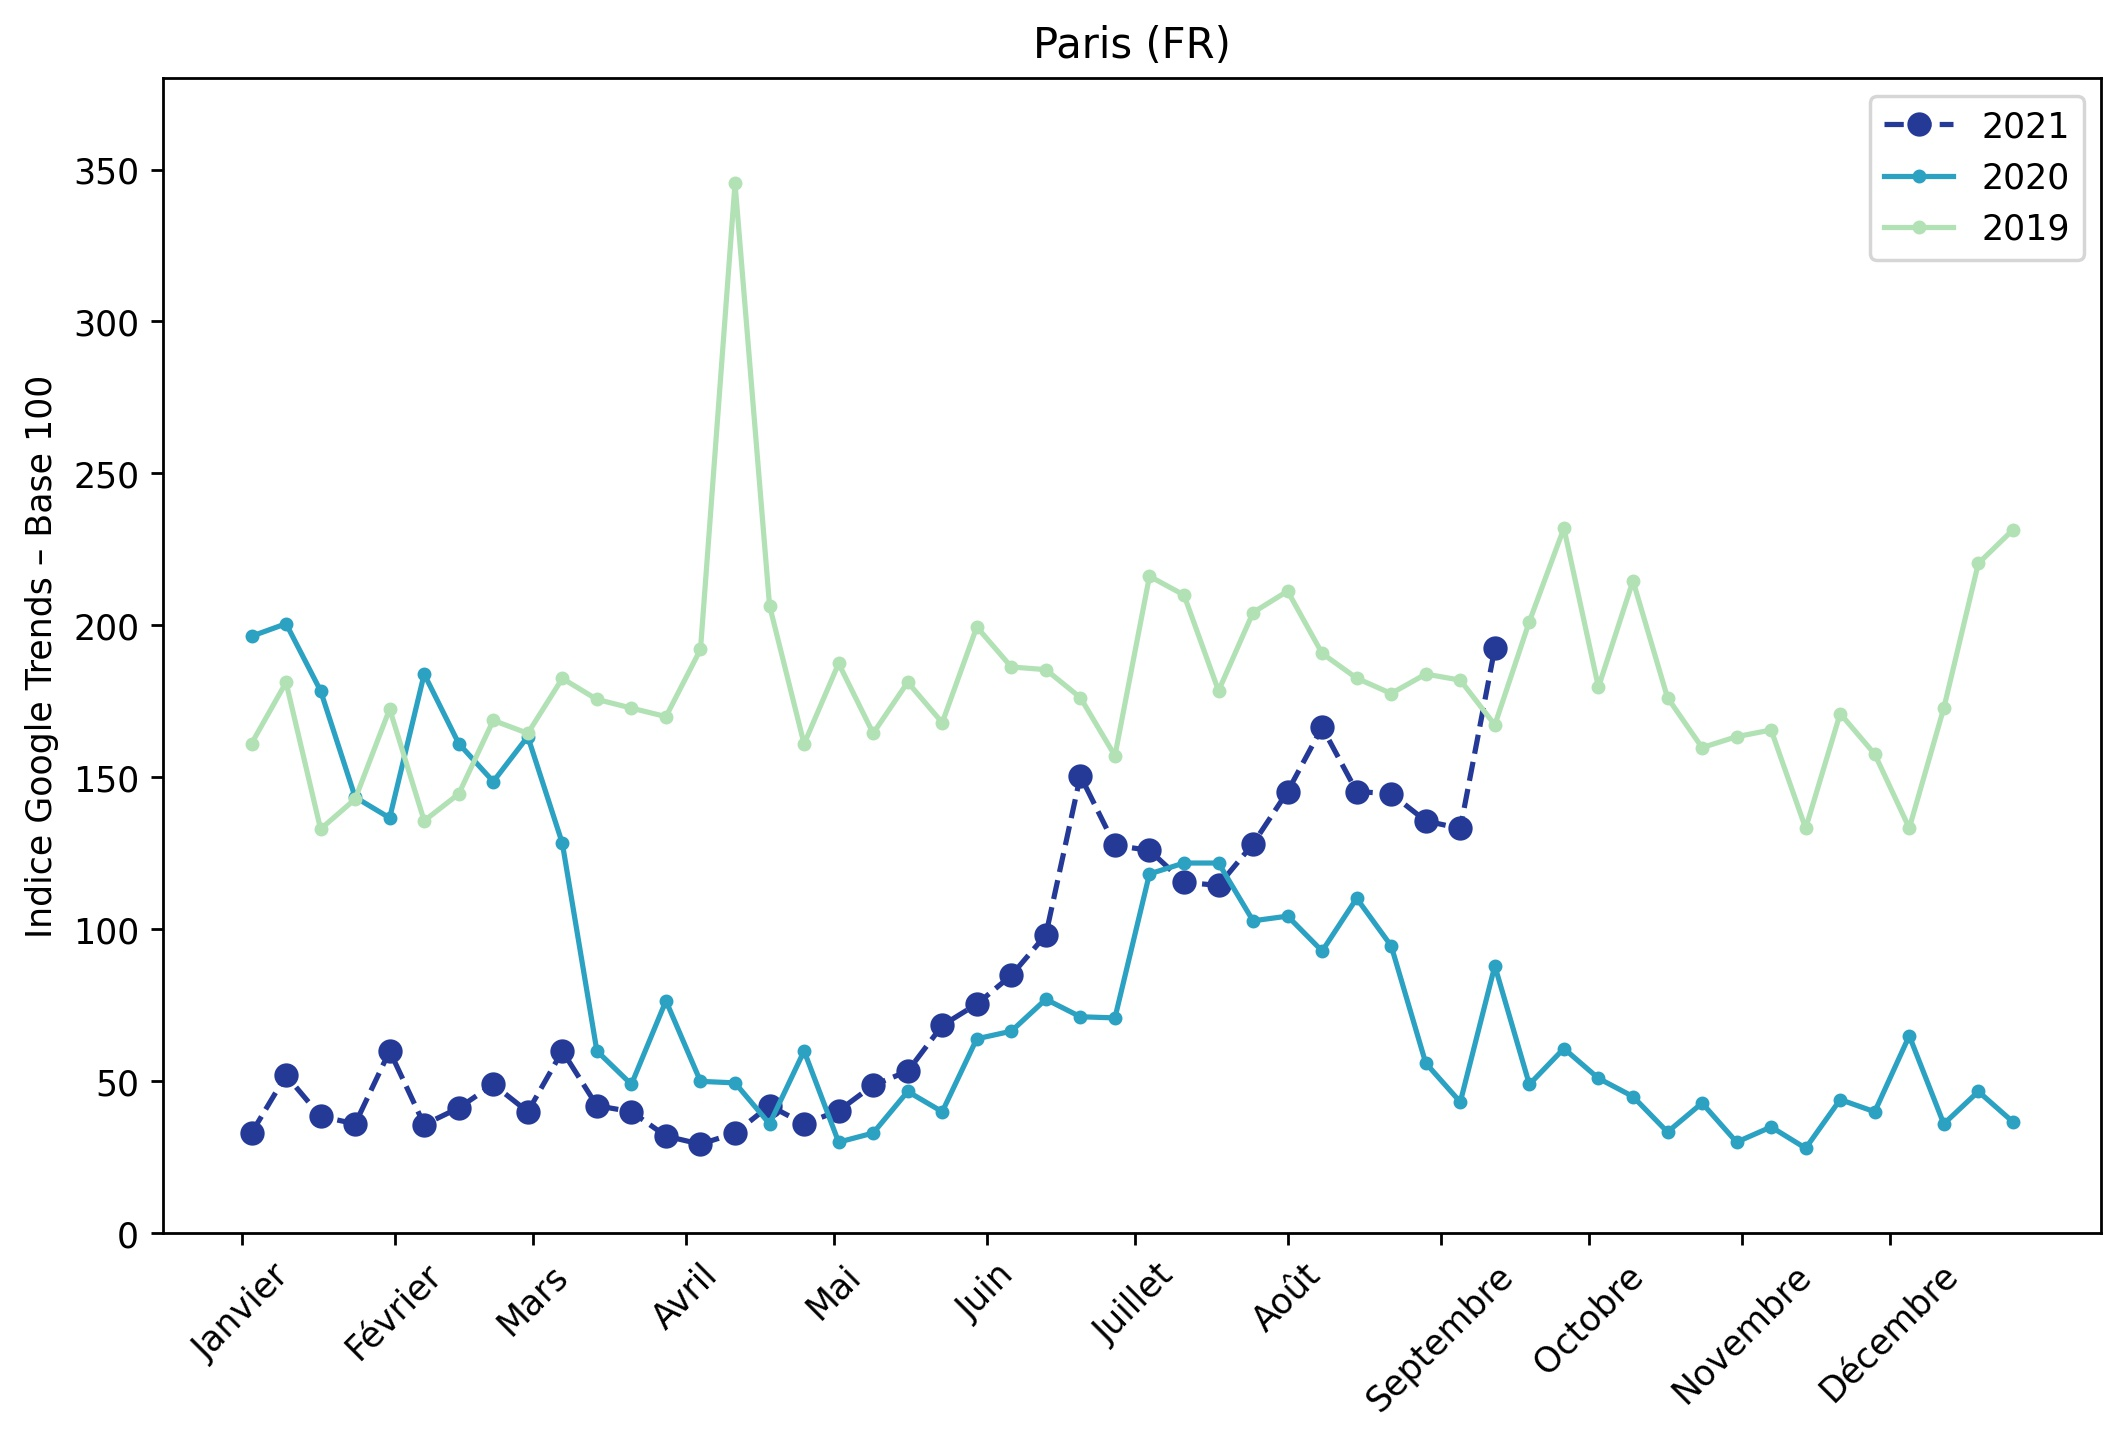 Paris (FR)
2021
2020
2019
Indice Google Trends – Base 100
350
300
250
200
150
100
50
0
Janvier
Février
Mars
Avril
Mai
Juin
Juillet
Août
Septembre
Octobre
Novembre
Décembre